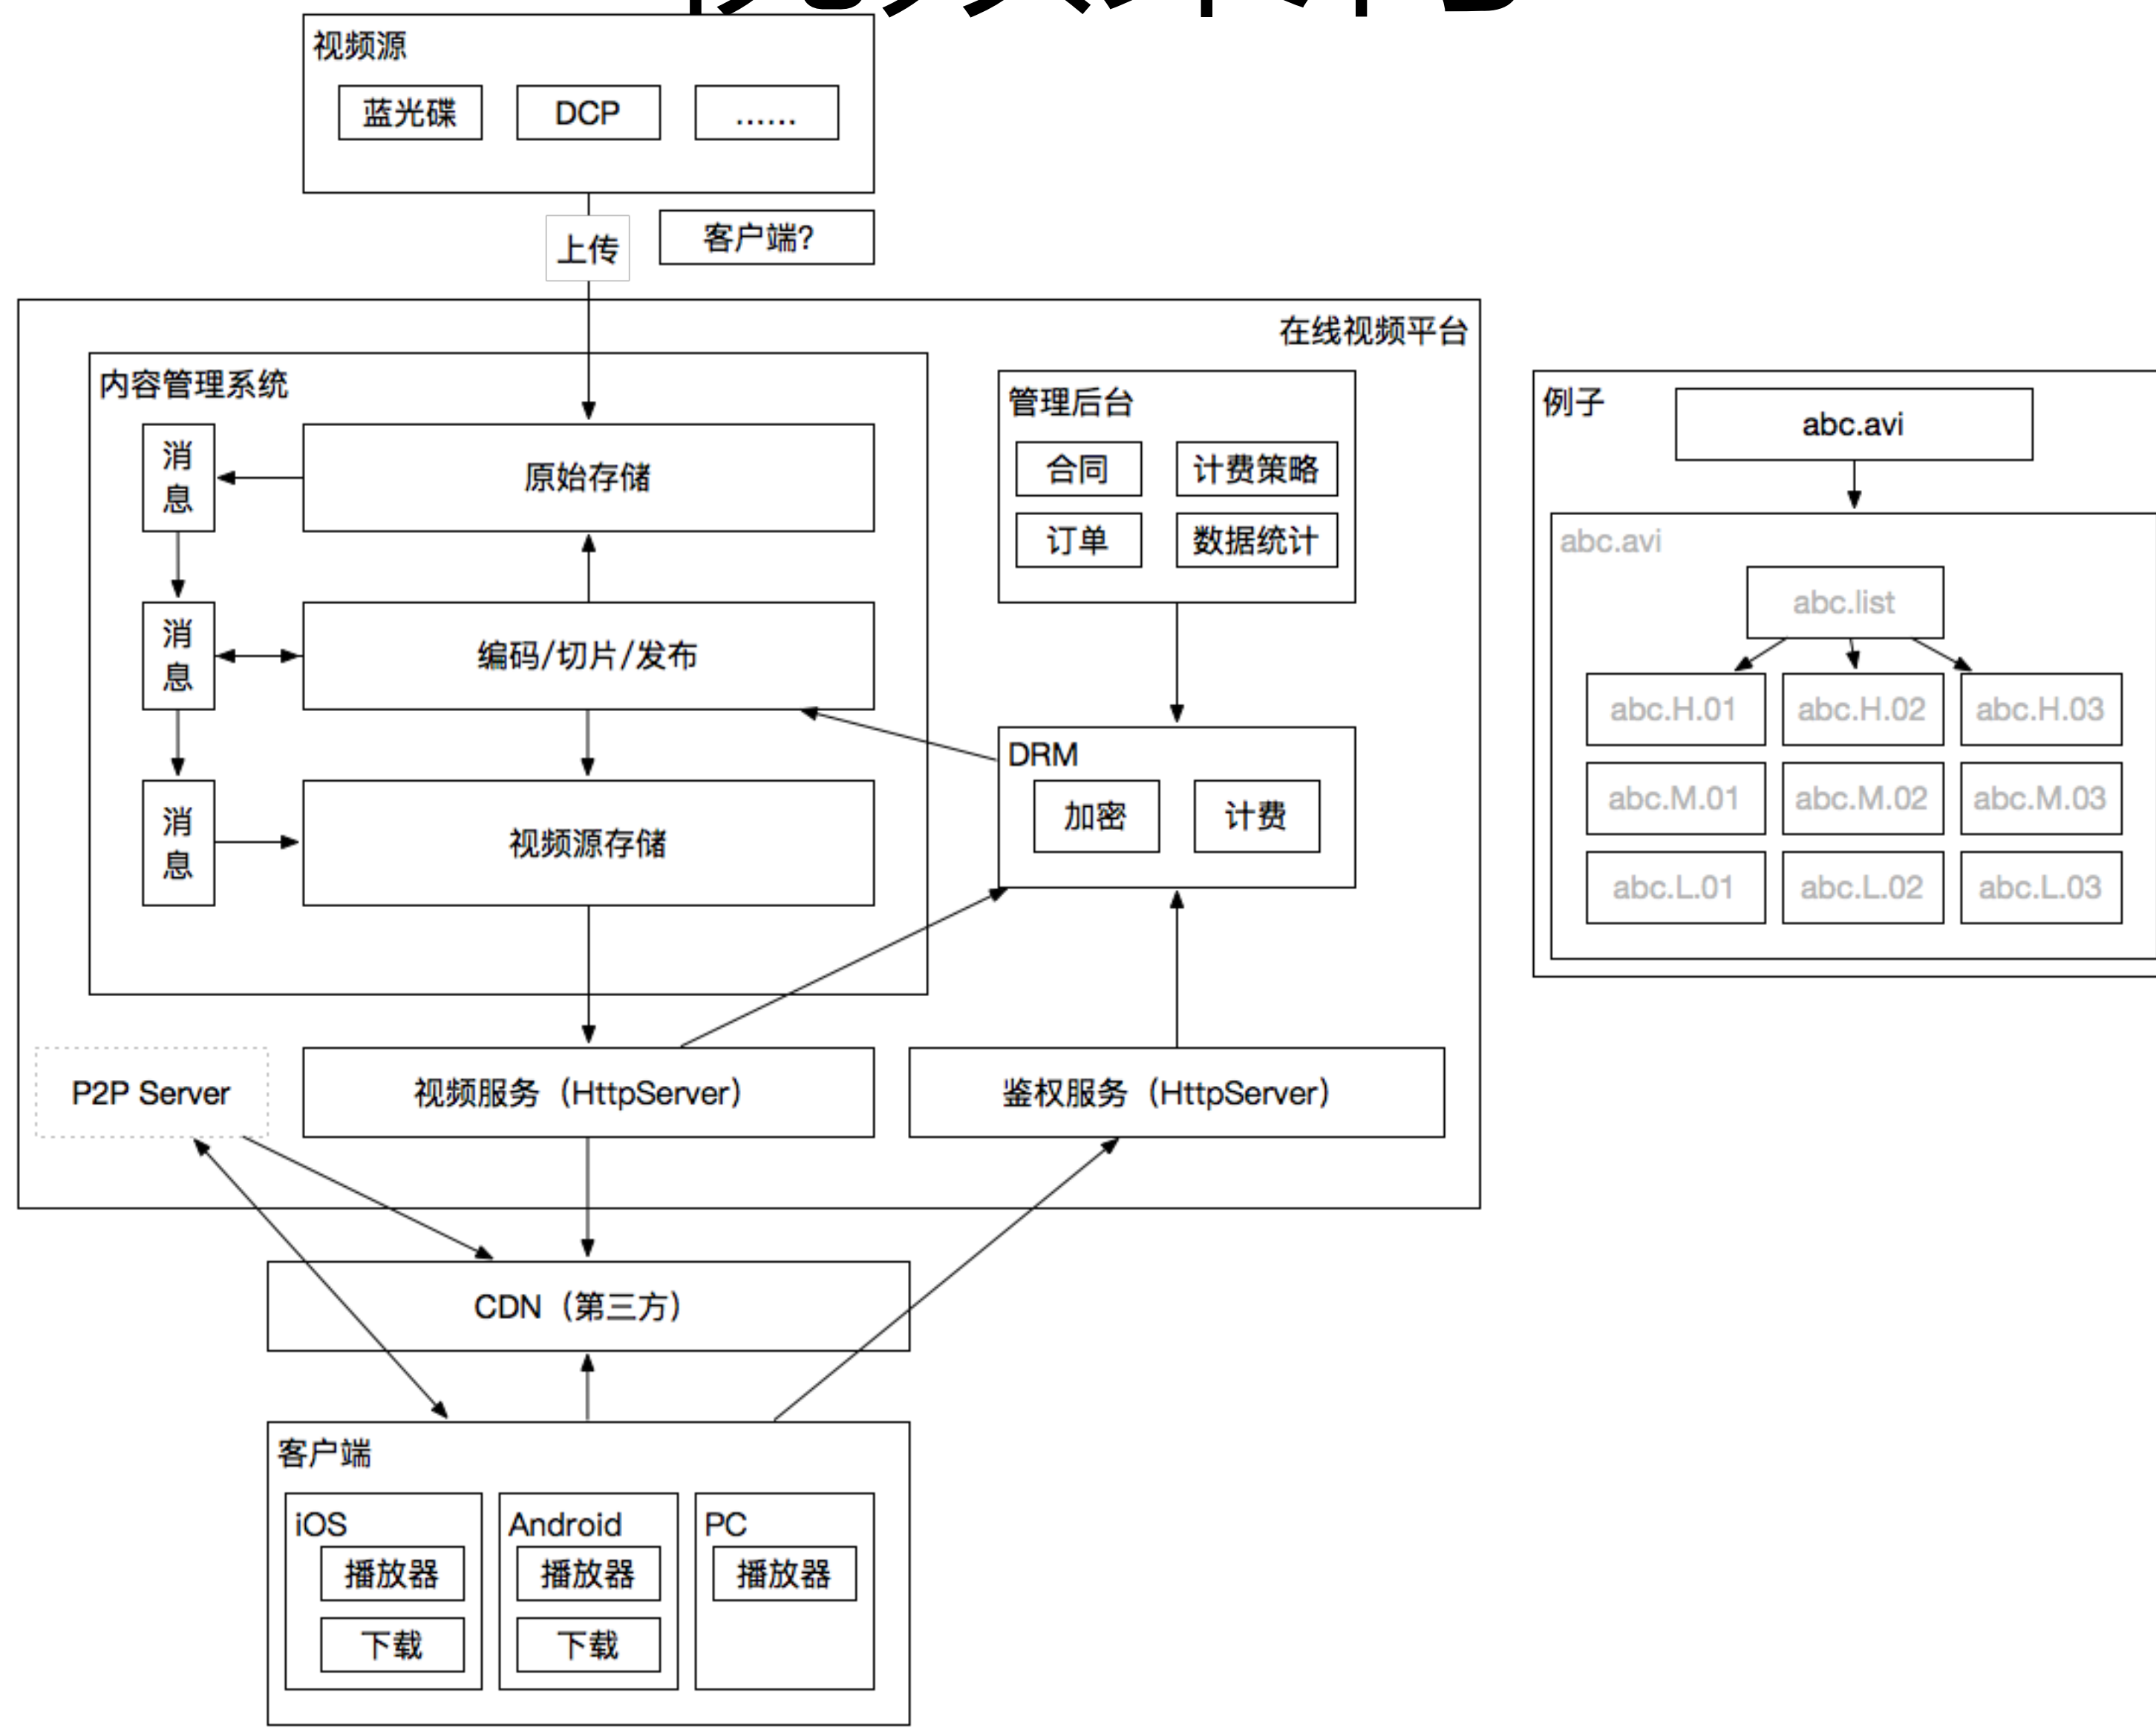 视频源
蓝光碟
DCP
......
上传
客户端?
在线视频平台
内容管理系统
消
息
原始存储
消
息
编码/切片/发布
消
息
视频源存储
管理后台
合同
计费策略
订单
数据统计
DRM
加密
计费
P2P Server
视频服务（HttpServer）
鉴权服务（HttpServer）
CDN（第三方）
客户端
iOS
播放器
下载
Android
播放器
下载
PC
播放器
例子
abc.avi
abc.avi
abc.list
abc.H.01
abc.H.02
abc.H.03
abc.M.01
abc.M.02
abc.M.03
abc.L.01
abc.L.02
abc.L.03